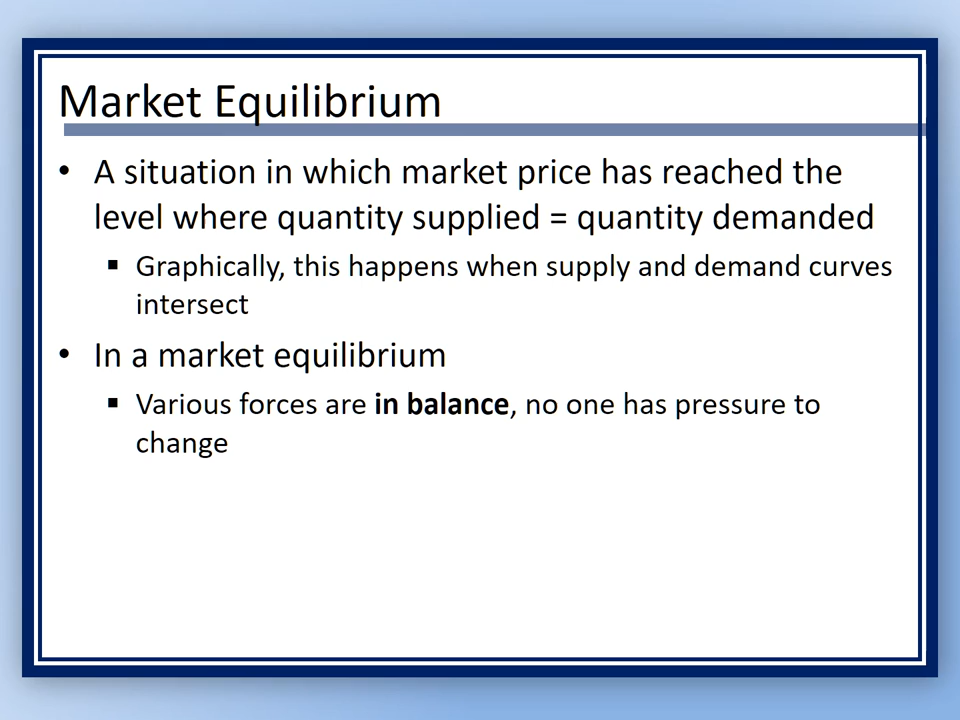 Market Equilibrium
• A situation in which market price has reached the
level where quantity supplied = quantity demanded
▪ Graphically, this happens when supply and demand curves
intersect
• In a market equilibrium
▪ Various forces are in balance, no one has pressure to
change